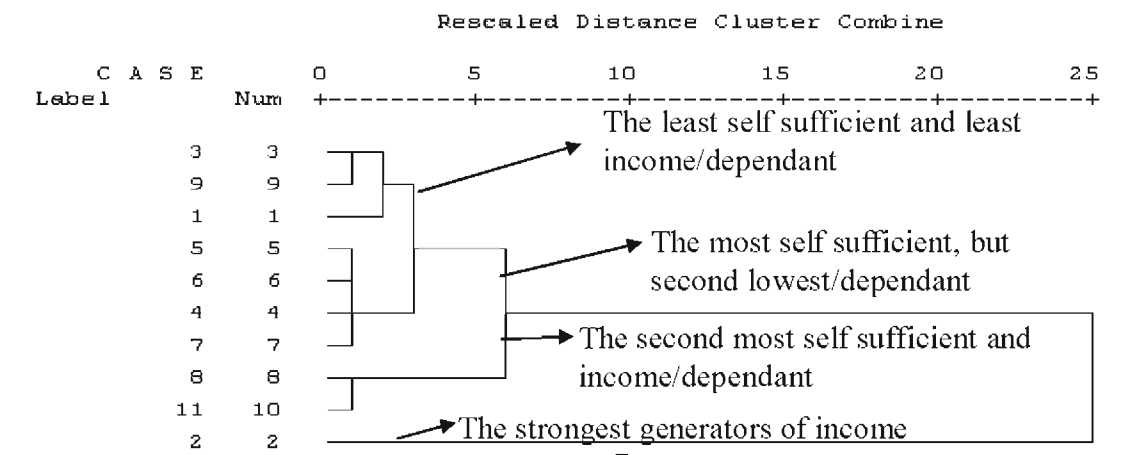 Rescaled Distance Cluster Combine
C A S E 0 5 10 15 20 25
Label Num +---------+---------+---------+---------+---------+
The least self sufficient and least
income/dependant
3 3
9 9
1 1
5 5
The most self sufficient, but
6 6
second lowest/dependant
4 4
The second most self sufficient and
7 7
income/dependant
8 8
11 10
The strongest generators of income
2 2